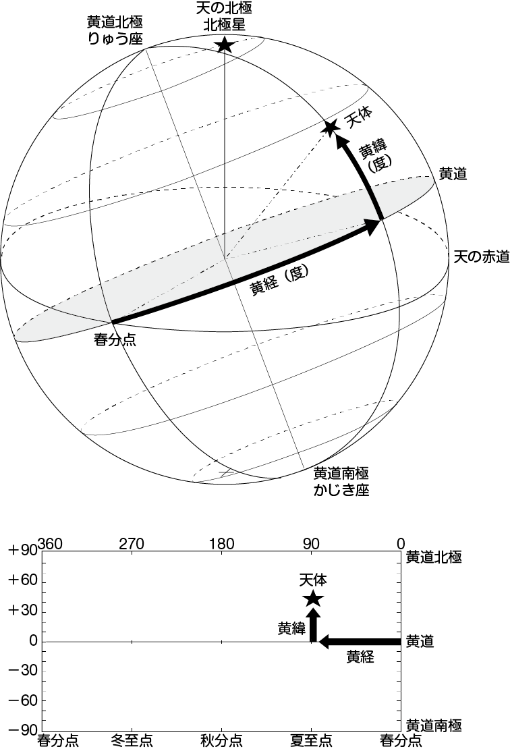 黄道北極
りゅう座
天の北極
北極星
天体
黄緯
（度）
黄道
天の赤道
黄経（度）
春分点
黄道南極
かじき座
360 270 180 90 0
+90
+60
+30
0
−30
−60
−90
黄道北極
天体
黄緯
黄道
黄経
黄道南極
春分点 冬至点 秋分点 夏至点 春分点